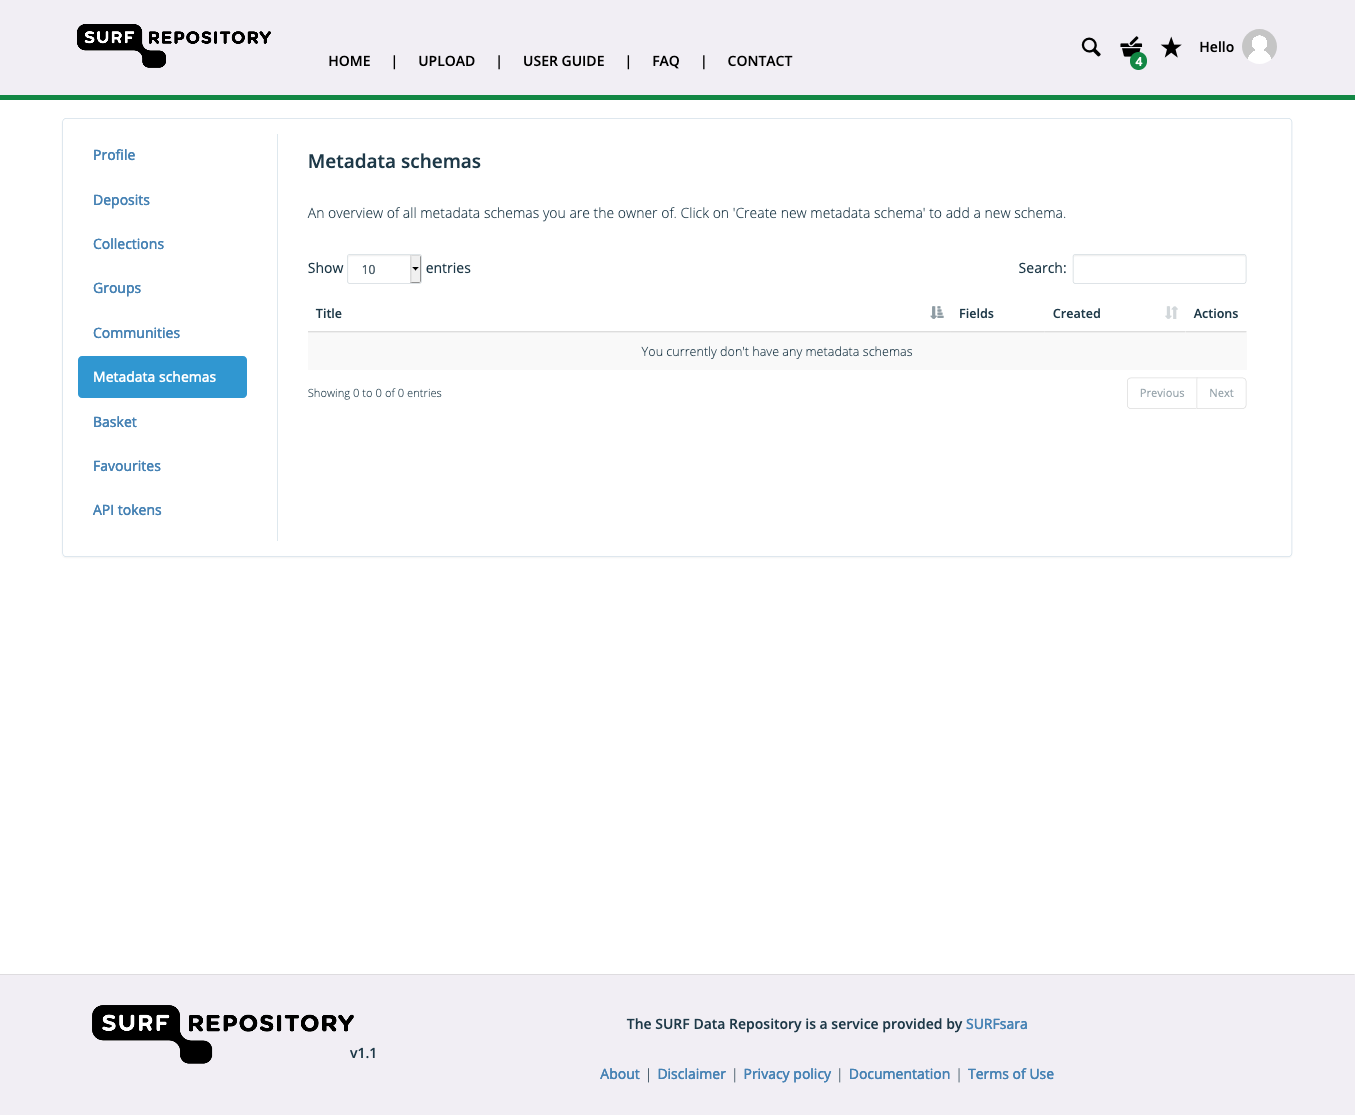 SURF REPOSITORY
HOME | UPLOAD | USER GUIDE | FAQ | CONTACT
4
Hello
Profile
Deposits
Collections
Groups
Communities
Metadata schemas
Basket
Favourites
API tokens
Metadata schemas
An overview of all metadata schemas you are the owner of. Click on 'Create new metadata schema' to add a new schema.
Show 10 entries
Search:
Title Fields Created Actions
You currently don't have any metadata schemas
Showing 0 to 0 of 0 entries
Previous Next
SURF REPOSITORY
v1.1
The SURF Data Repository is a service provided by SURFsara
About | Disclaimer | Privacy policy | Documentation | Terms of Use